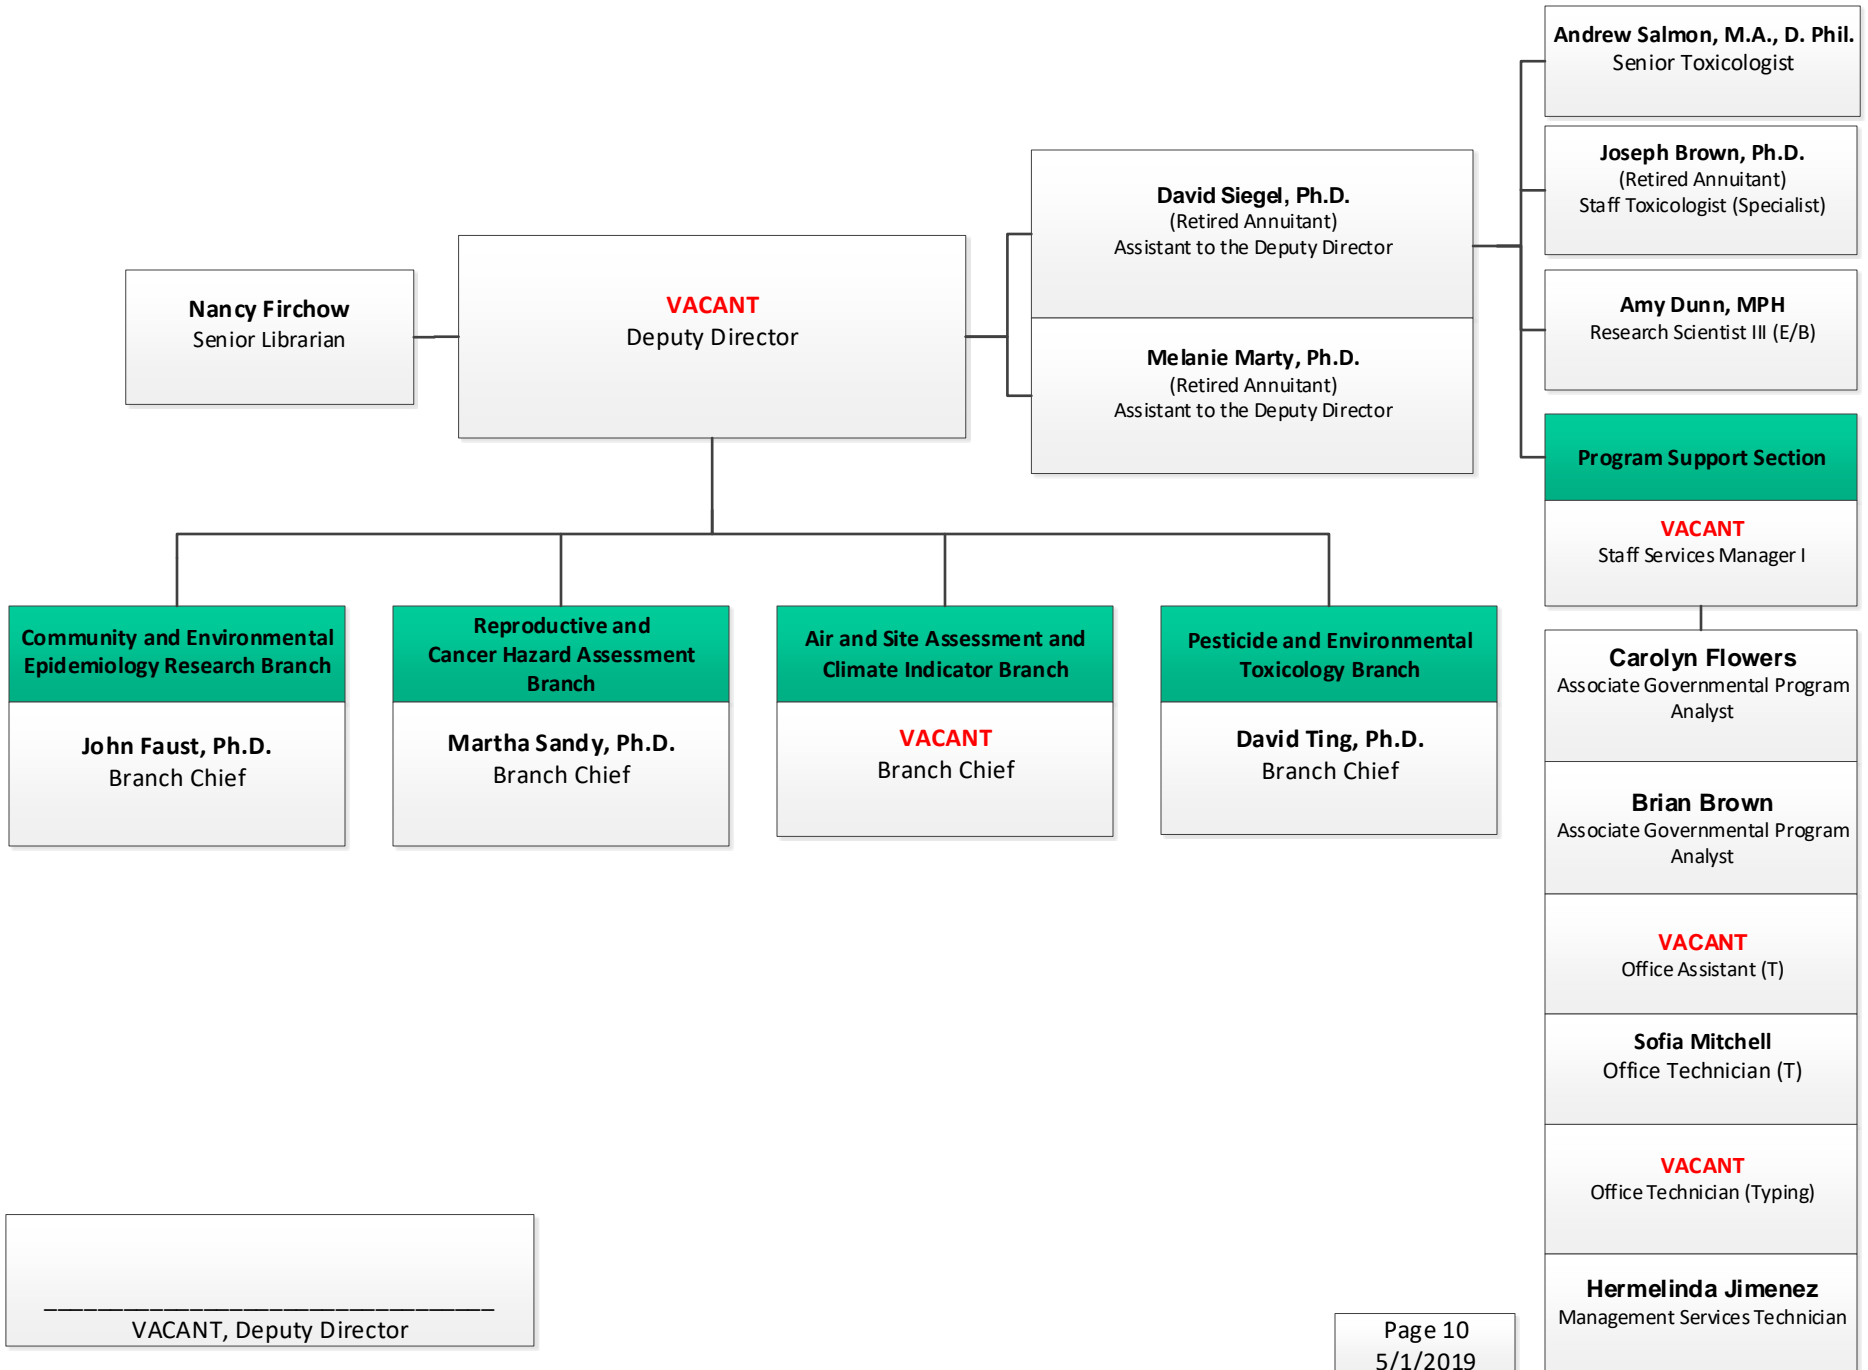 Andrew Salmon, M.A., D. Phil.
Senior Toxicologist
Joseph Brown, Ph.D.
(Retired Annuitant)
Staff Toxicologist (Specialist)
David Siegel, Ph.D.
(Retired Annuitant)
Assistant to the Deputy Director
Nancy Firchow
Senior Librarian
VACANT
Deputy Director
Amy Dunn, MPH
Research Scientist III (E/B)
Melanie Marty, Ph.D.
(Retired Annuitant)
Assistant to the Deputy Director
Program Support Section
VACANT
Staff Services Manager I
Community and Environmental
Epidemiology Research Branch
John Faust, Ph.D.
Branch Chief
Reproductive and
Cancer Hazard Assessment
Branch
Martha Sandy, Ph.D.
Branch Chief
Air and Site Assessment and
Climate Indicator Branch
VACANT
Branch Chief
Pesticide and Environmental
Toxicology Branch
David Ting, Ph.D.
Branch Chief
Carolyn Flowers
Associate Governmental Program
Analyst
Brian Brown
Associate Governmental Program
Analyst
VACANT
Office Assistant (T)
Sofia Mitchell
Office Technician (T)
VACANT
Office Technician (Typing)
Hermelinda Jimenez
Management Services Technician
VACANT, Deputy Director
Page 10
5/1/2019